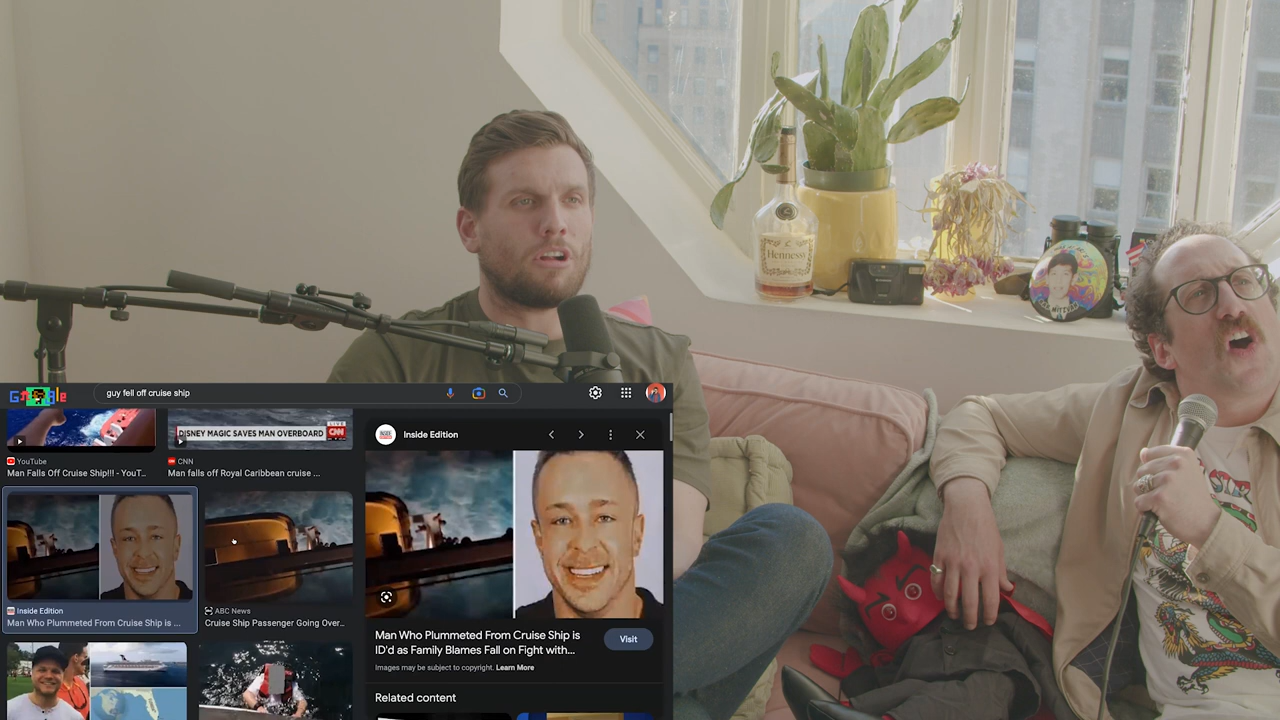 Hennessy
Google
guy fell off cruise ship
DISNEY MAGIC SAVES MAN OVERBOARD
LIVE
CNN
YouTube
Man Falls Off Cruise Ship!!! - YouT...
CNN
Man falls off Royal Caribbean cruise ...
Inside Edition
Man Who Plummeted From Cruise Ship is ...
ABC News
Cruise Ship Passenger Going Over...
Inside Edition
Man Who Plummeted From Cruise Ship is
ID'd as Family Blames Fall on Fight with...
Visit
Images may be subject to copyright. Learn More
Related content